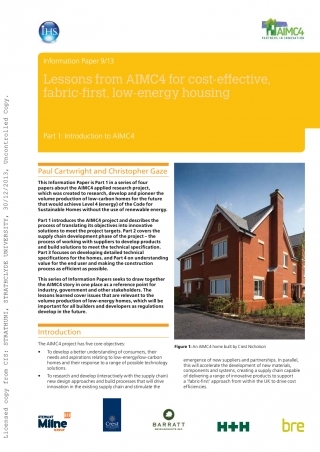 IHS
AIMC4
PARTNERS IN INNOVATION
Information Paper 9/13
Lessons from AIMC4 for cost-effective,
fabric-first, low-energy housing
Part 1: Introduction to AIMC4
Licensed copy from CIS: STRATHUNI, STRATHCLYDE UNIVERSITY, 30/12/2013, Uncontrolled Copy.
Paul Cartwright and Christopher Gaze
This Information Paper is Part 1 in a series of four
papers about the AIMC4 applied research project,
which was created to research, develop and pioneer the
volume production of low-carbon homes for the future
that would achieve Level 4 (energy) of the Code for
Sustainable Homes without the use of renewable energy.
Part 1 introduces the AIMC4 project and describes the
process of translating its objectives into innovative
solutions to meet the project targets. Part 2 covers the
supply chain development phase of the project – the
process of working with suppliers to develop products
and build solutions to meet the technical specification.
Part 3 focuses on developing detailed technical
specifications for the homes, and Part 4 on understanding
value for the end user and making the construction
process as efficient as possible.
This series of Information Papers seeks to draw together
the AIMC4 story in one place as a reference point for
industry, government and other stakeholders. The
lessons learned cover issues that are relevant to the
volume production of low-energy homes, which will be
important for all builders and developers as regulations
develop in the future.
Introduction
The AIMC4 project has five core objectives:
• To develop a better understanding of consumers, their
needs and aspirations relating to low-energy/low-carbon
homes and their response to a range of possible technology
solutions.
• To research and develop interactively with the supply chain
new design approaches and build processes that will drive
innovation in the existing supply chain and stimulate the
Figure 1: An AIMC4 home built by Crest Nicholson
emergence of new suppliers and partnerships. In parallel,
this will accelerate the development of new materials,
components and systems, creating a supply chain capable
of delivering a range of innovative products to support
a 'fabric-first' approach from within the UK to drive cost
efficiencies.
STEWART
Milne
Crest
BARRATT
H+H
bre